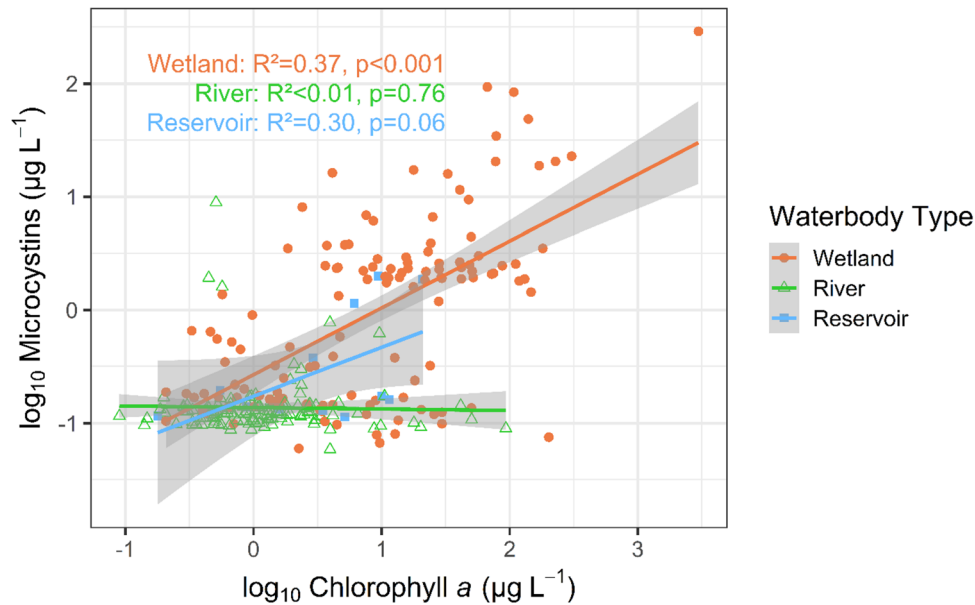 Wetland: R²=0.37, p<0.001
River: R²<0.01, p=0.76
Reservoir: R²=0.30, p=0.06
log₁₀ Microcystins (µg L⁻¹)
2
1
0
-1
-1
0
1
2
3
log₁₀ Chlorophyll a (µg L⁻¹)
Waterbody Type
Wetland
River
Reservoir